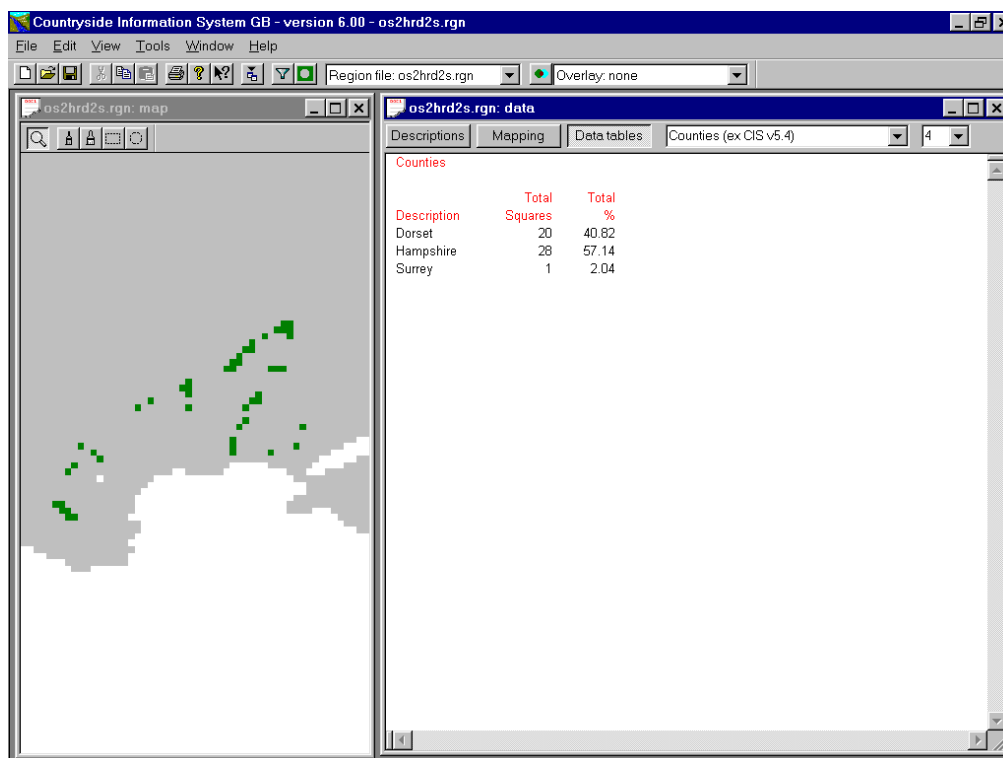 Countryside Information System GB - version 6.00 - os2hrd2s.rgn
File Edit View Tools Window Help
Region file: os2hrd2s.rgn Overlay: none
os2hrd2s.rgn: map
os2hrd2s.rgn: data
Descriptions Mapping Data tables Counties (ex CIS v5.4) 4
Counties
Total Total
Description Squares %
Dorset 20 40.82
Hampshire 28 57.14
Surrey 1 2.04